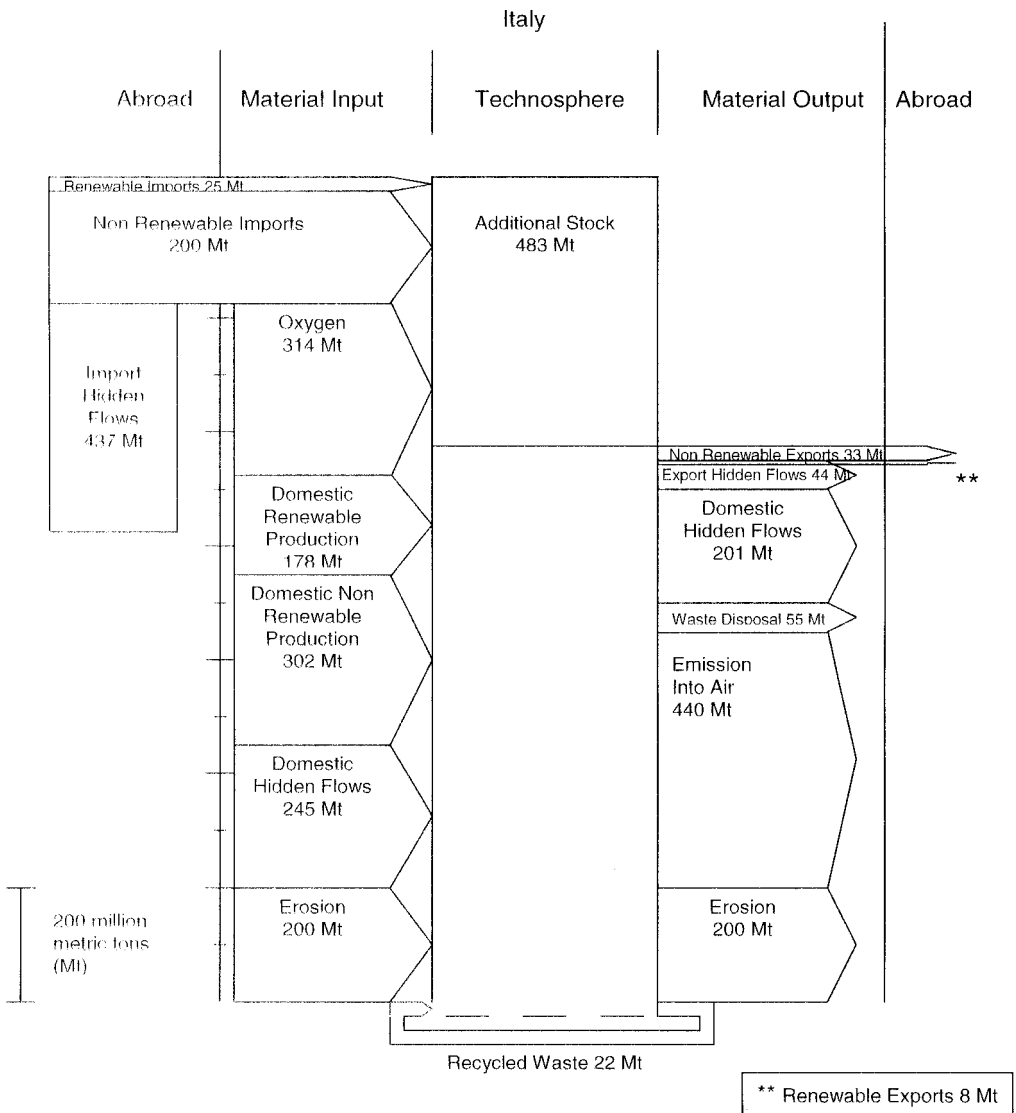 Italy
Abroad
Material Input
Technosphere
Material Output
Abroad
Renewable Imports 25 Mt
Non Renewable Imports
200 Mt
Additional Stock
483 Mt
Oxygen
314 Mt
Import
Hidden
Flows
437 Mt
Non Renewable Exports 33 Mt
Export Hidden Flows 44 Mt
**
Domestic
Renewable
Production
178 Mt
Domestic
Hidden Flows
201 Mt
Domestic Non
Renewable
Production
302 Mt
Waste Disposal 55 Mt
Emission
Into Air
440 Mt
Domestic
Hidden Flows
245 Mt
200 million
metric tons
(Mt)
Erosion
200 Mt
Erosion
200 Mt
Recycled Waste 22 Mt
** Renewable Exports 8 Mt